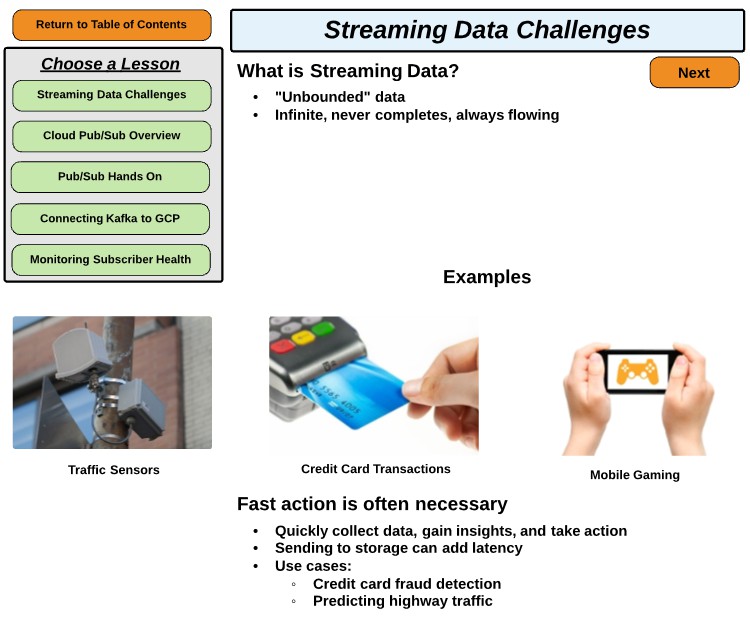 Return to Table of Contents
Choose a Lesson
Streaming Data Challenges
Cloud Pub/Sub Overview
Pub/Sub Hands On
Connecting Kafka to GCP
Monitoring Subscriber Health
Streaming Data Challenges
What is Streaming Data?
Next
• "Unbounded" data
• Infinite, never completes, always flowing
Examples
Traffic Sensors
Credit Card Transactions
Mobile Gaming
Fast action is often necessary
• Quickly collect data, gain insights, and take action
• Sending to storage can add latency
• Use cases:
◦ Credit card fraud detection
◦ Predicting highway traffic